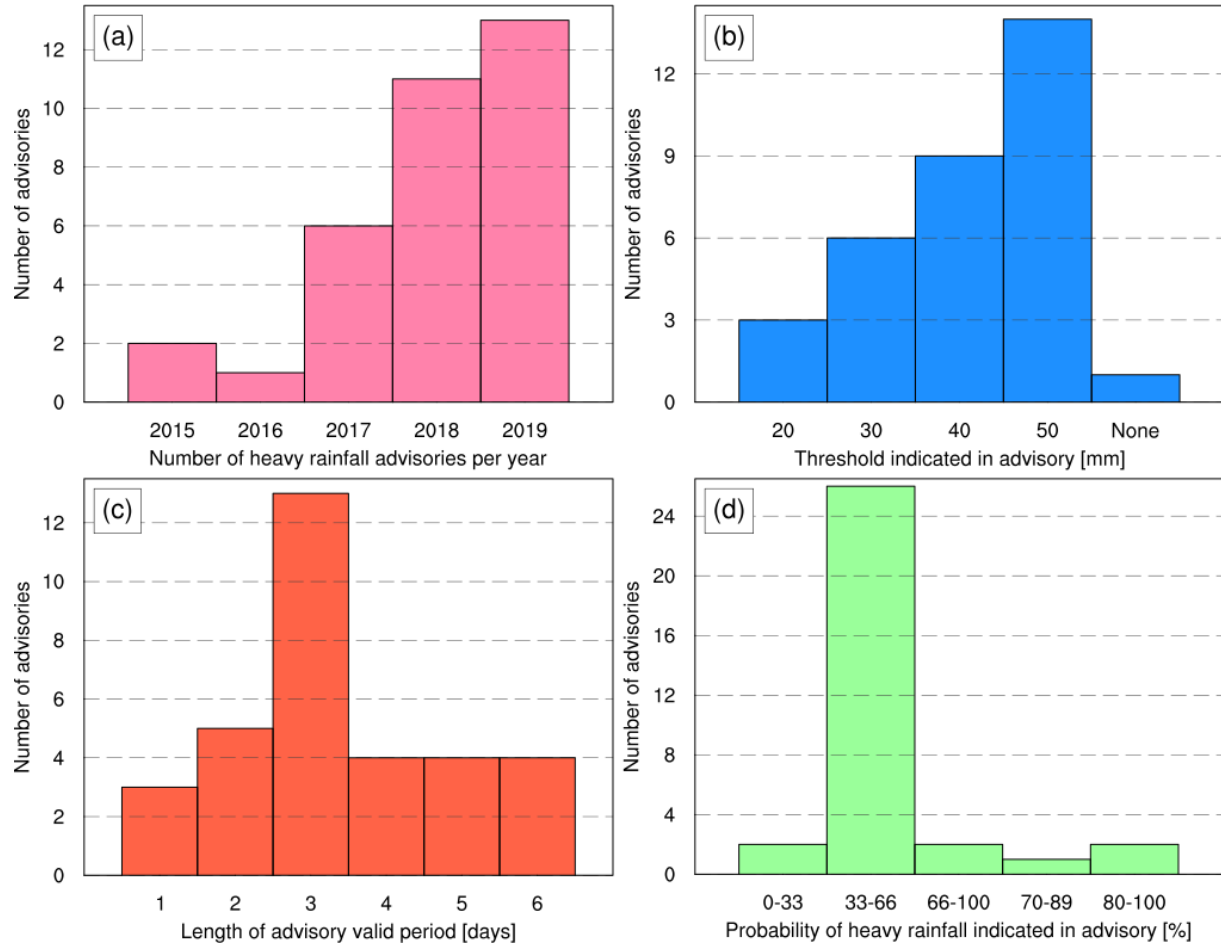 (a)
12
10
8
6
4
2
0
Number of advisories
2015 2016 2017 2018 2019
Number of heavy rainfall advisories per year
(b)
12
9
6
3
0
Number of advisories
20 30 40 50 None
Threshold indicated in advisory [mm]
(c)
12
10
8
6
4
2
0
Number of advisories
1 2 3 4 5 6
Length of advisory valid period [days]
(d)
24
20
16
12
8
4
0
Number of advisories
0-33 33-66 66-100 70-89 80-100
Probability of heavy rainfall indicated in advisory [%]